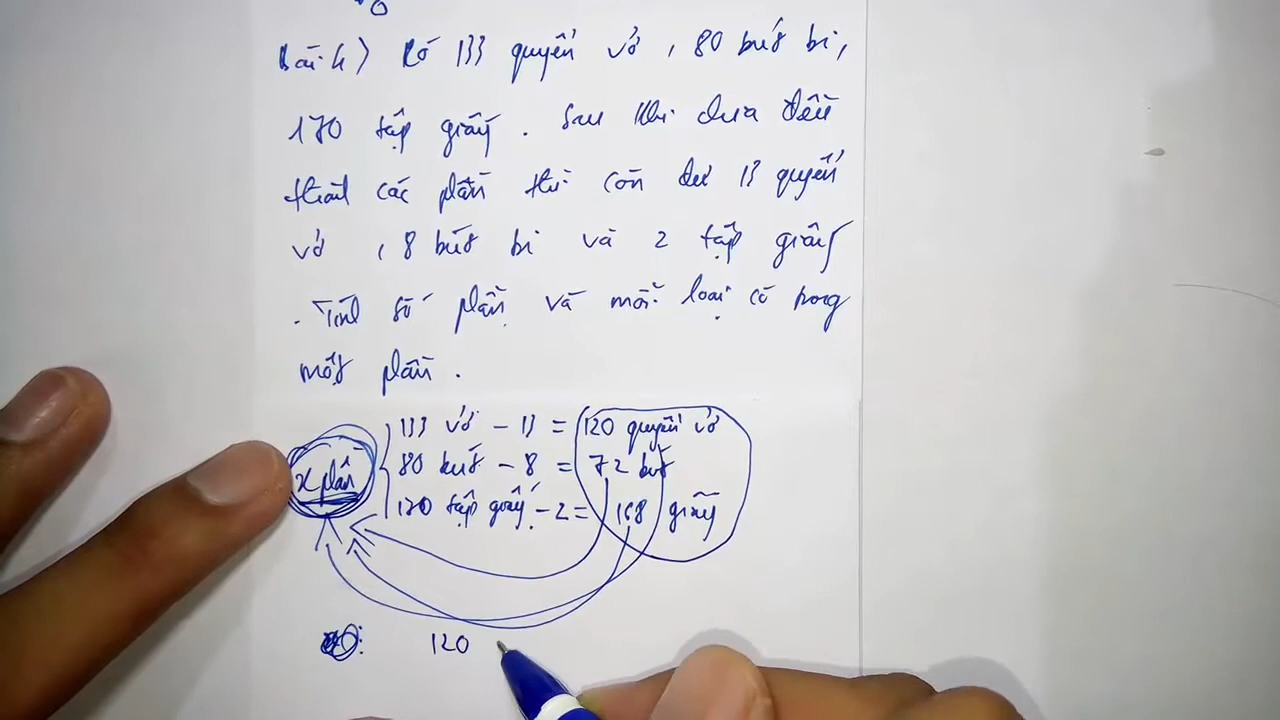 Bài 4) Có 133 quyển vở, 80 bút bi,
170 tập giấy. Sau khi chia đều
thành các phần thì còn dư 13 quyển
vở, 8 bút bi và 2 tập giấy
. Tính số phần và mỗi loại có trong
một phần.
133 vở - 13 = 120 quyển vở
x phần { 80 bút - 8 = 72 bút
170 tập giấy - 2 = 168 giấy
120